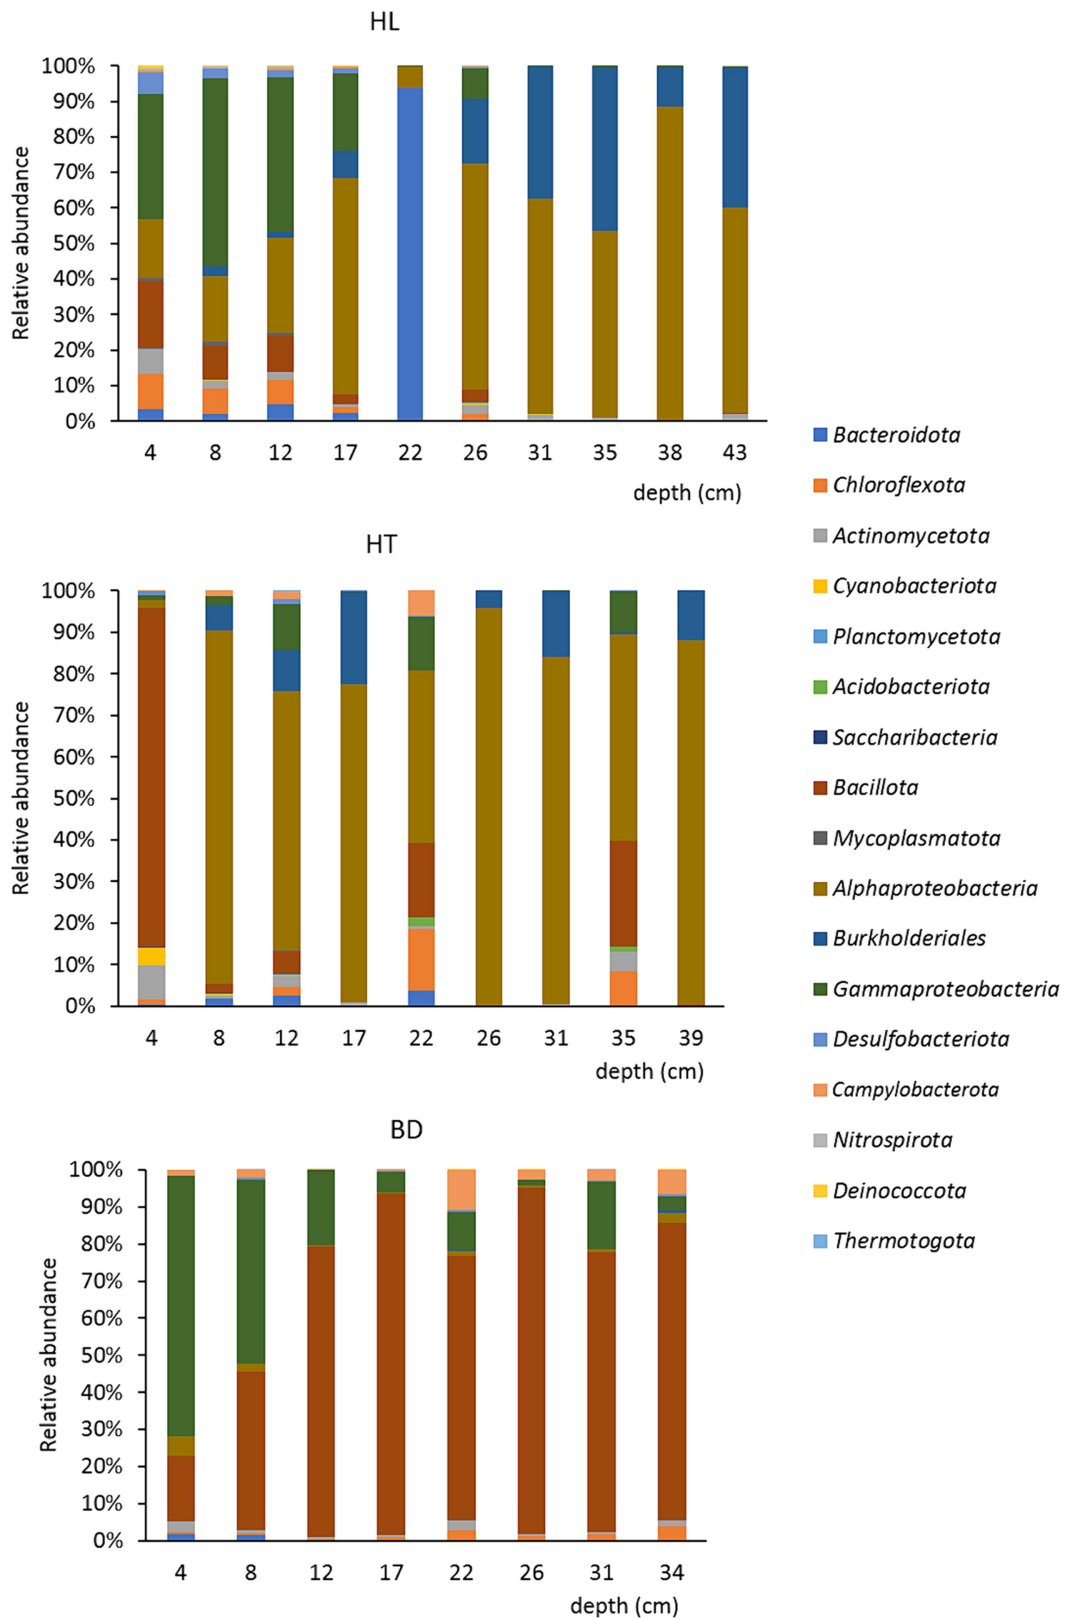 HL
100%
90%
80%
70%
60%
50%
40%
30%
20%
10%
0%
Relative abundance
4 8 12 17 22 26 31 35 38 43
depth (cm)
HT
100%
90%
80%
70%
60%
50%
40%
30%
20%
10%
0%
Relative abundance
4 8 12 17 22 26 31 35 39
depth (cm)
BD
100%
90%
80%
70%
60%
50%
40%
30%
20%
10%
0%
Relative abundance
4 8 12 17 22 26 31 34
depth (cm)
Bacteroidota
Chloroflexota
Actinomycetota
Cyanobacteriota
Planctomycetota
Acidobacteriota
Saccharibacteria
Bacillota
Mycoplasmatota
Alphaproteobacteria
Burkholderiales
Gammaproteobacteria
Desulfobacteriota
Campylobacterota
Nitrospirota
Deinococcota
Thermotogota